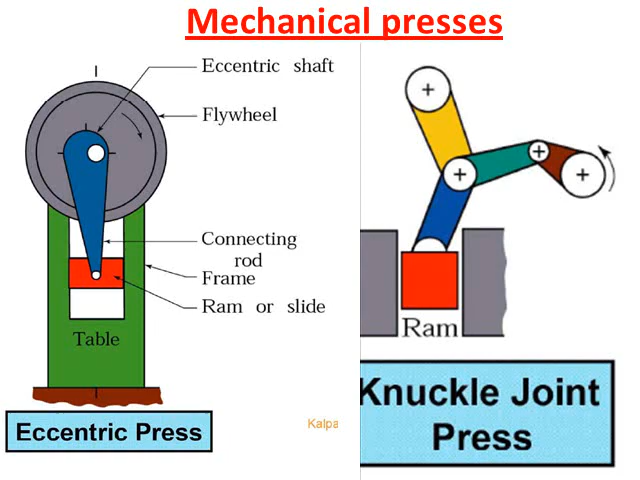 Mechanical presses
Eccentric shaft
Flywheel
Connecting
rod
Frame
Ram or slide
Table
Eccentric Press
Kalpa
Ram
Knuckle Joint
Press